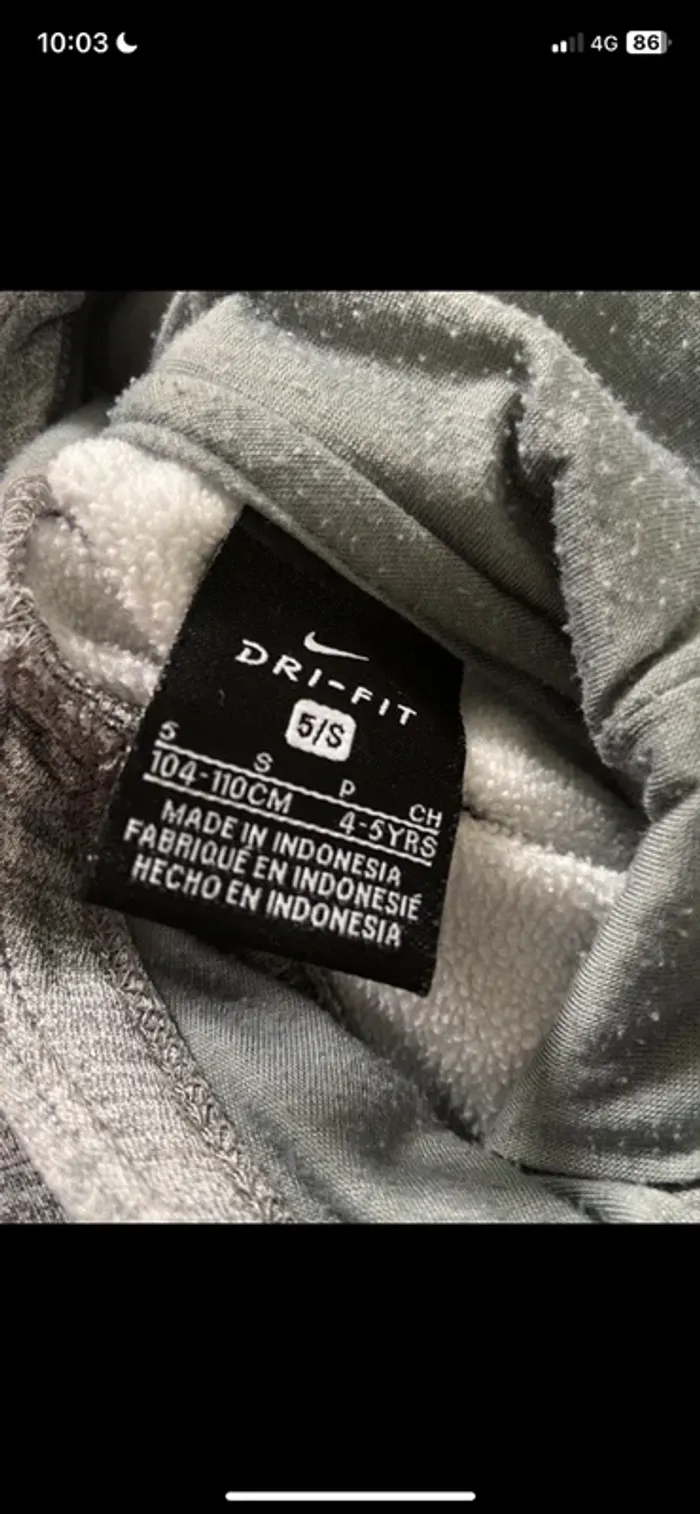 10:03
4G
86
DRI-FIT
5/S
5 S P CH
104-110CM 4-5YRS
MADE IN INDONESIA
FABRIQUÉ EN INDONESIÉ
HECHO EN INDONESIA